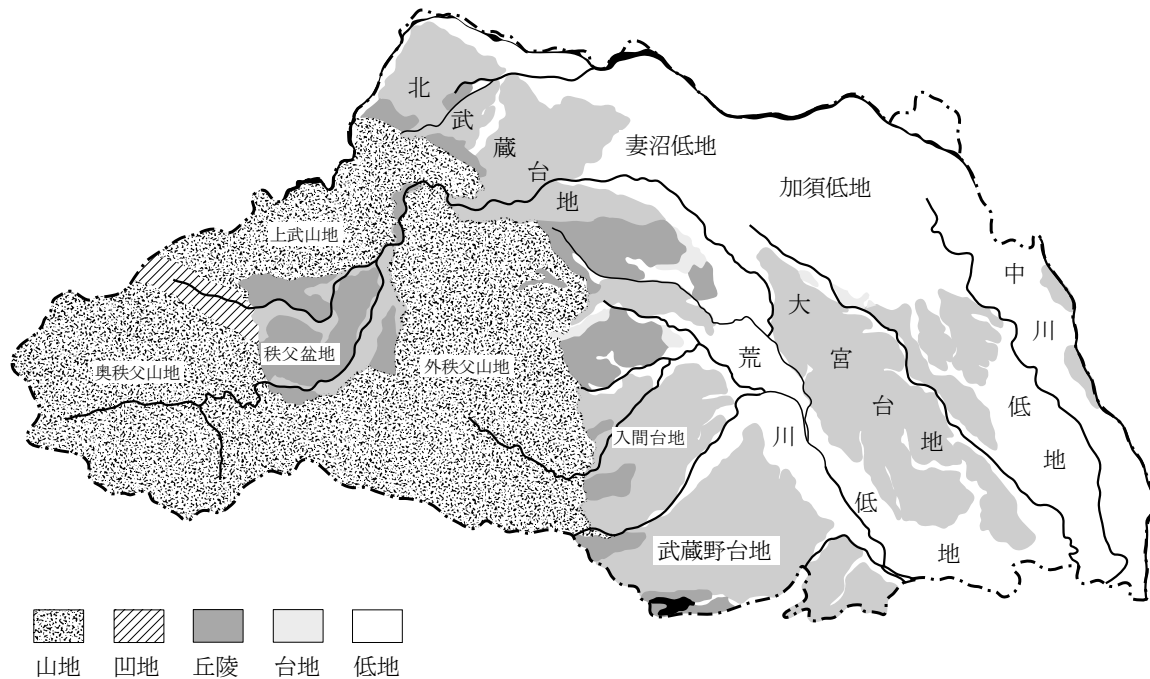 北武蔵台地
妻沼低地
加須低地
上武山地
中川低地
大宮台地
秩父盆地
外秩父山地
奥秩父山地
荒川低地
入間台地
武蔵野台地
山地
凹地
丘陵
台地
低地